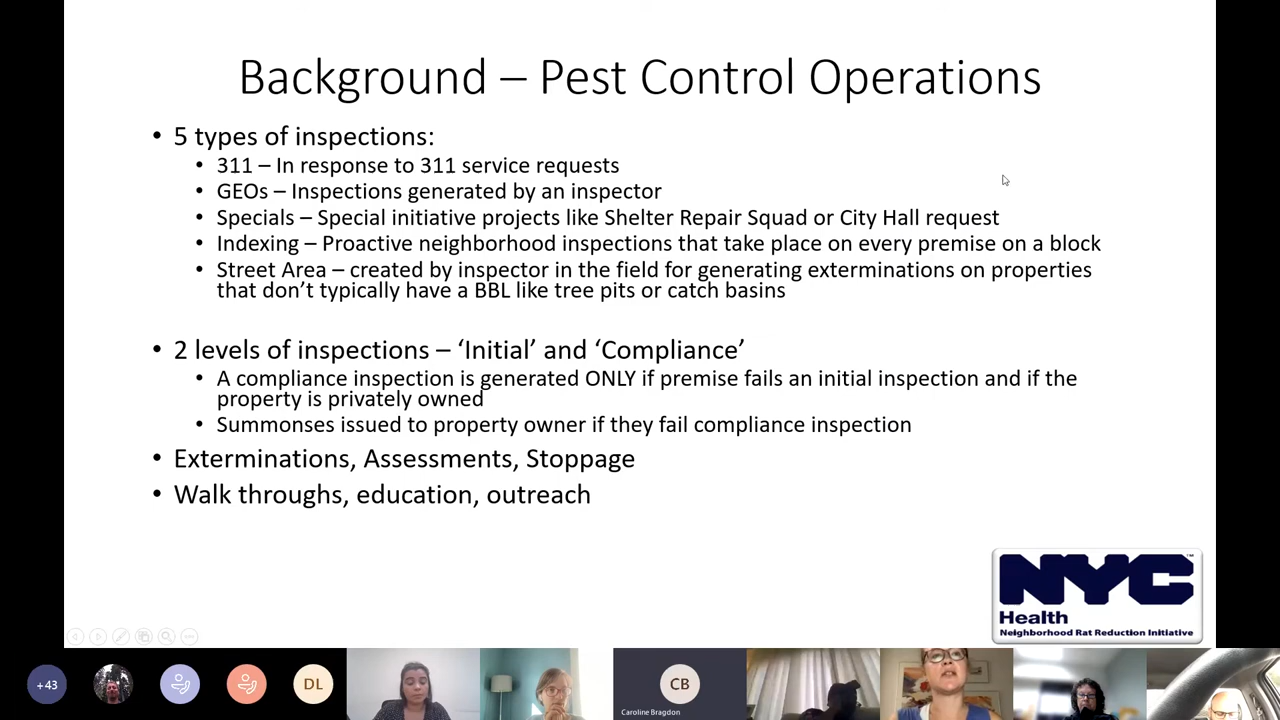 Background – Pest Control Operations
• 5 types of inspections:
• 311 – In response to 311 service requests
• GEOs – Inspections generated by an inspector
• Specials – Special initiative projects like Shelter Repair Squad or City Hall request
• Indexing – Proactive neighborhood inspections that take place on every premise on a block
• Street Area – created by inspector in the field for generating exterminations on properties
that don’t typically have a BBL like tree pits or catch basins
• 2 levels of inspections – ‘Initial’ and ‘Compliance’
• A compliance inspection is generated ONLY if premise fails an initial inspection and if the
property is privately owned
• Summonses issued to property owner if they fail compliance inspection
• Exterminations, Assessments, Stoppage
• Walk throughs, education, outreach
NYC™
Health
Neighborhood Rat Reduction Initiative
+43
DL
CB
Caroline Bragdon